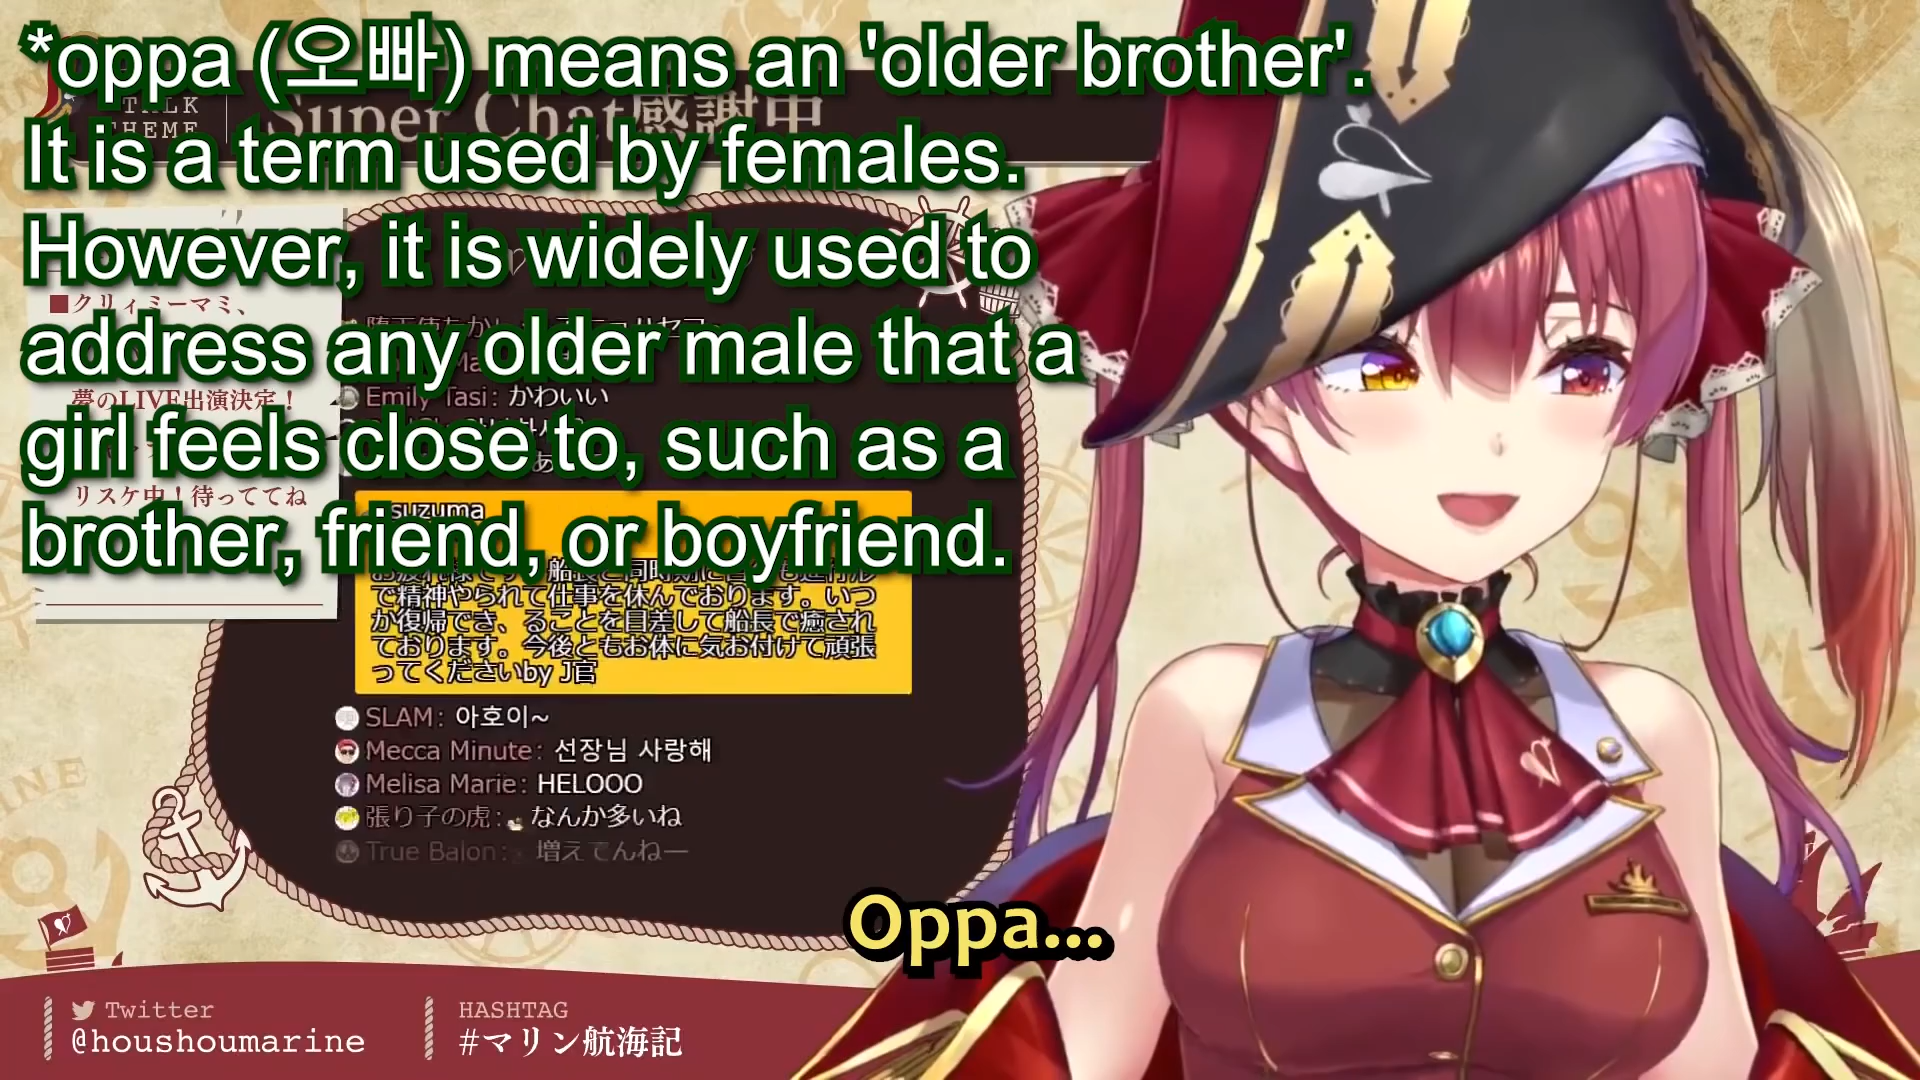 *oppa (오빠) means an 'older brother'.
It is a term used by females.
However, it is widely used to
address any older male that a
girl feels close to, such as a
brother, friend, or boyfriend.
TALK
THEME
Super Chat感謝中
■クリィミーマミ、
夢のLIVE出演決定!
リスケ中!待っててね
Emily Tasi: かわいい
suzuma
で精神やられて仕事を休んでおります。いつ
か復帰でき、ることを目差して船長で癒され
ております。今後ともお体に気お付けて頑張
ってくださいby J官
SLAM: 아호이~
Mecca Minute: 선장님 사랑해
Melisa Marie: HELOOO
張り子の虎: なんか多いね
True Balon: 増えてんねー
Oppa...
Twitter
@houshoumarine
HASHTAG
#マリン航海記